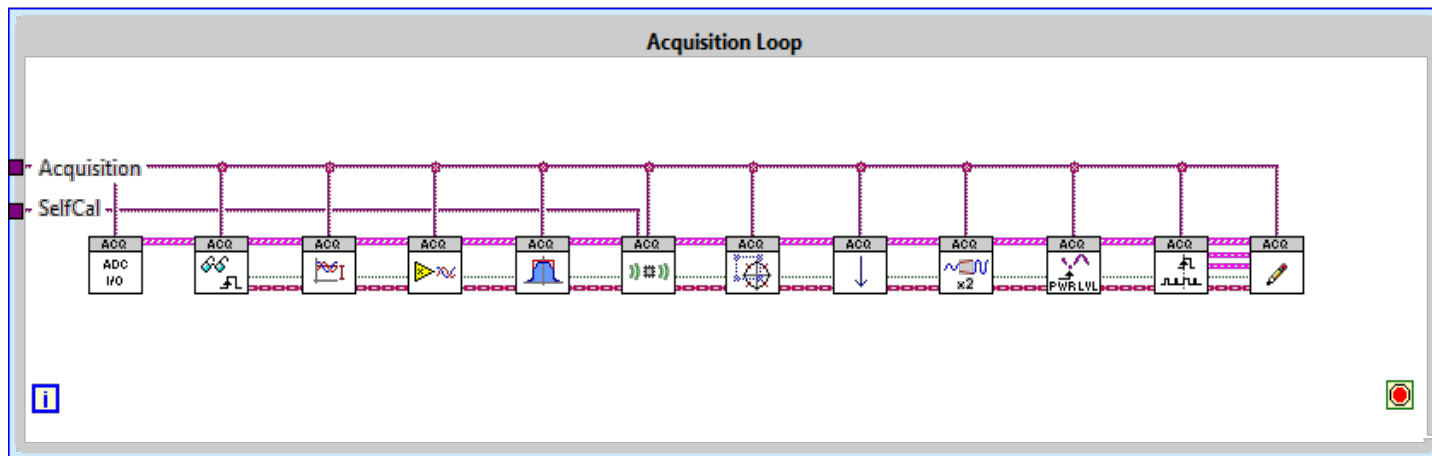 Acquisition Loop
Acquisition
SelfCal
ACQ ACQ ACQ ACQ ACQ ACQ ACQ ACQ ACQ ACQ ACQ ACQ
ADC
I/O
x2
PWR LVL
i